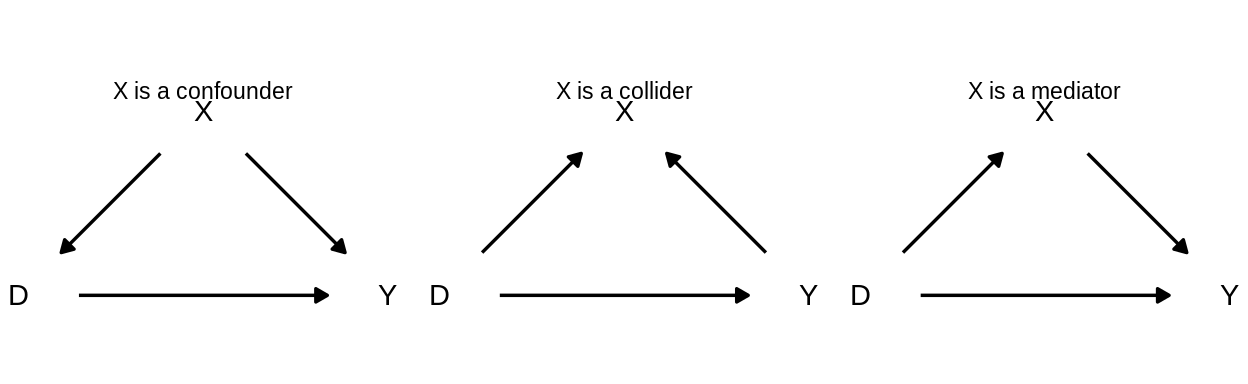 X is a confounder
X
D
Y
X is a collider
X
D
Y
X is a mediator
X
D
Y